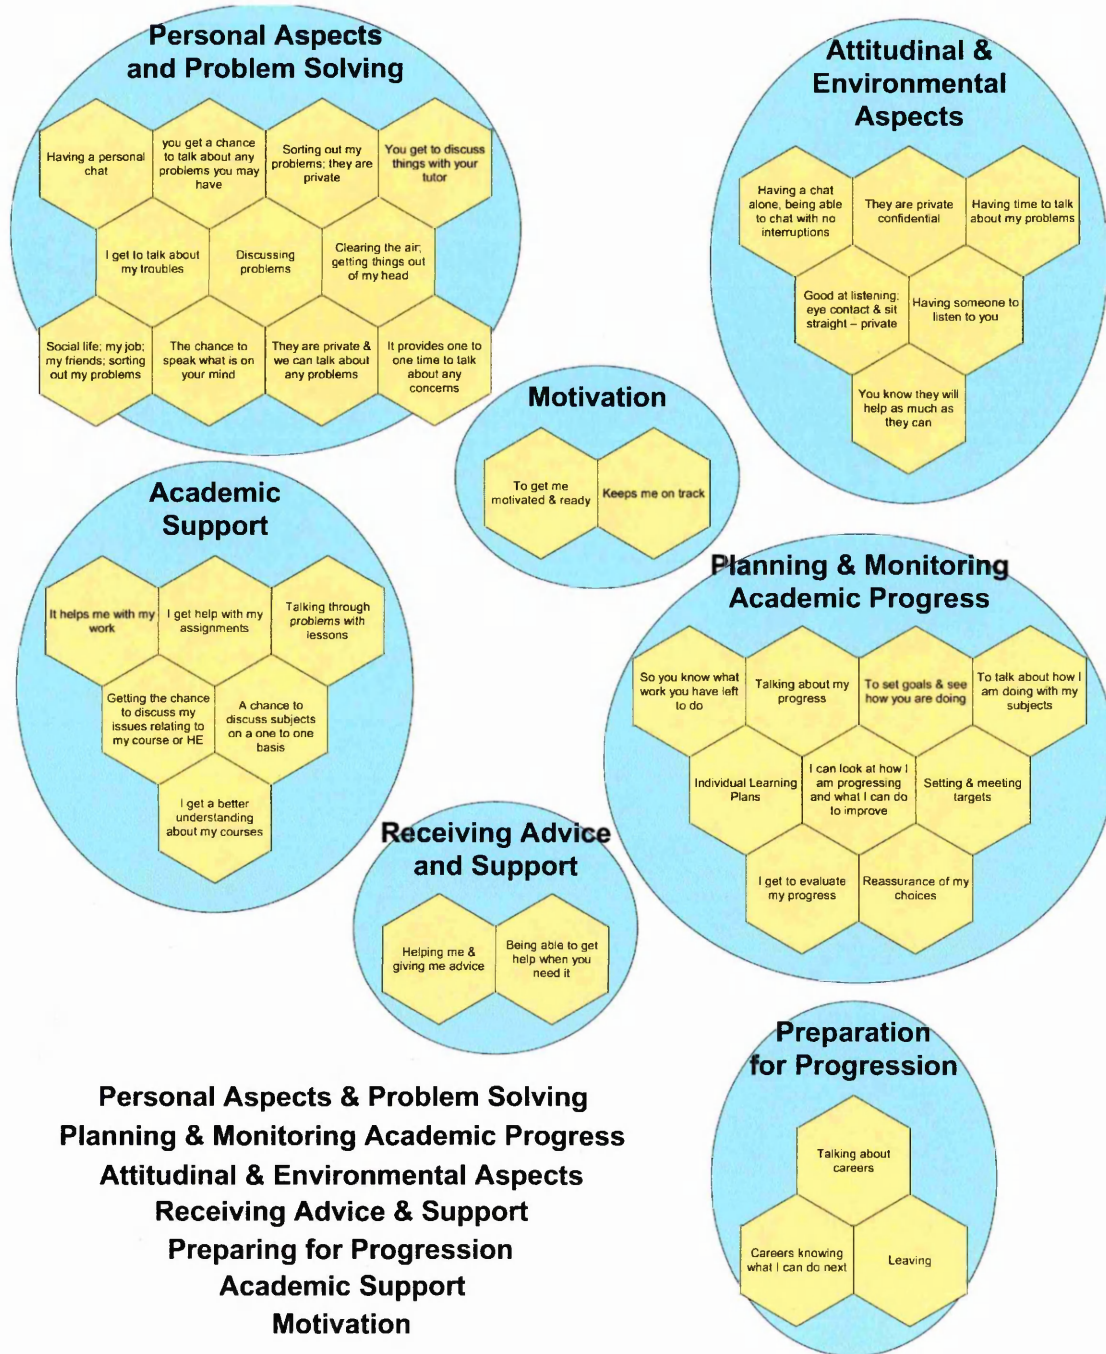 Personal Aspects
and Problem Solving
Having a personal
chat
you get a chance
to talk about any
problems you may
have
Sorting out my
problems; they are
private
You get to discuss
things with your
tutor
I get to talk about
my troubles
Discussing
problems
Clearing the air;
getting things out
of my head
Social life; my job;
my friends; sorting
out my problems
The chance to
speak what is on
your mind
They are private &
we can talk about
any problems
It provides one to
one time to talk
about any
concerns
Attitudinal &
Environmental
Aspects
Having a chat
alone, being able
to chat with no
interruptions
They are private
confidential
Having time to talk
about my problems
Good at listening;
eye contact & sit
straight – private
Having someone to
listen to you
You know they will
help as much as
they can
Motivation
To get me
motivated & ready
Keeps me on track
Academic
Support
It helps me with my
work
I get help with my
assignments
Talking through
problems with
lessons
Getting the chance
to discuss my
issues relating to
my course or HE
A chance to
discuss subjects
on a one to one
basis
I get a better
understanding
about my courses
Planning & Monitoring
Academic Progress
So you know what
work you have left
to do
Talking about my
progress
To set goals & see
how you are doing
To talk about how I
am doing with my
subjects
Individual Learning
Plans
I can look at how I
am progressing
and what I can do
to improve
Setting & meeting
targets
I get to evaluate
my progress
Reassurance of my
choices
Receiving Advice
and Support
Helping me &
giving me advice
Being able to get
help when you
need it
Preparation
for Progression
Talking about
careers
Careers knowing
what I can do next
Leaving
Personal Aspects & Problem Solving
Planning & Monitoring Academic Progress
Attitudinal & Environmental Aspects
Receiving Advice & Support
Preparing for Progression
Academic Support
Motivation